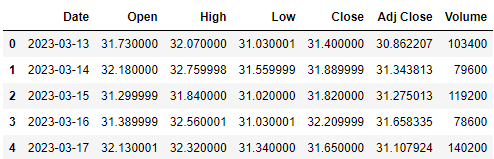 Date Open High Low Close Adj Close Volume
0 2023-03-13 31.730000 32.070000 31.030001 31.400000 30.862207 103400
1 2023-03-14 32.180000 32.759998 31.559999 31.889999 31.343813 79600
2 2023-03-15 31.299999 31.840000 31.020000 31.820000 31.275013 119200
3 2023-03-16 31.389999 32.560001 31.030001 32.209999 31.658335 78600
4 2023-03-17 32.130001 32.320000 31.340000 31.650000 31.107924 140200